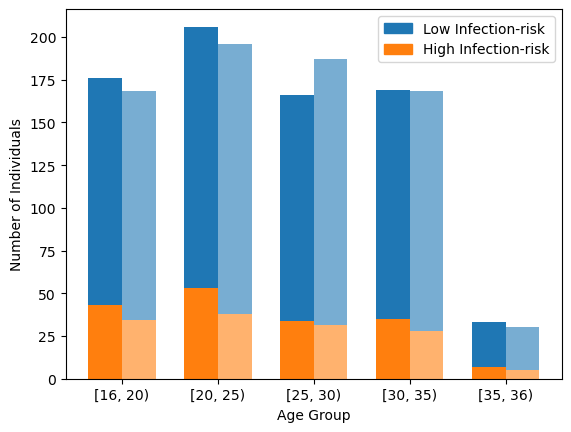 Low Infection-risk
High Infection-risk
Number of Individuals
200
175
150
125
100
75
50
25
0
[16, 20) [20, 25) [25, 30) [30, 35) [35, 36)
Age Group